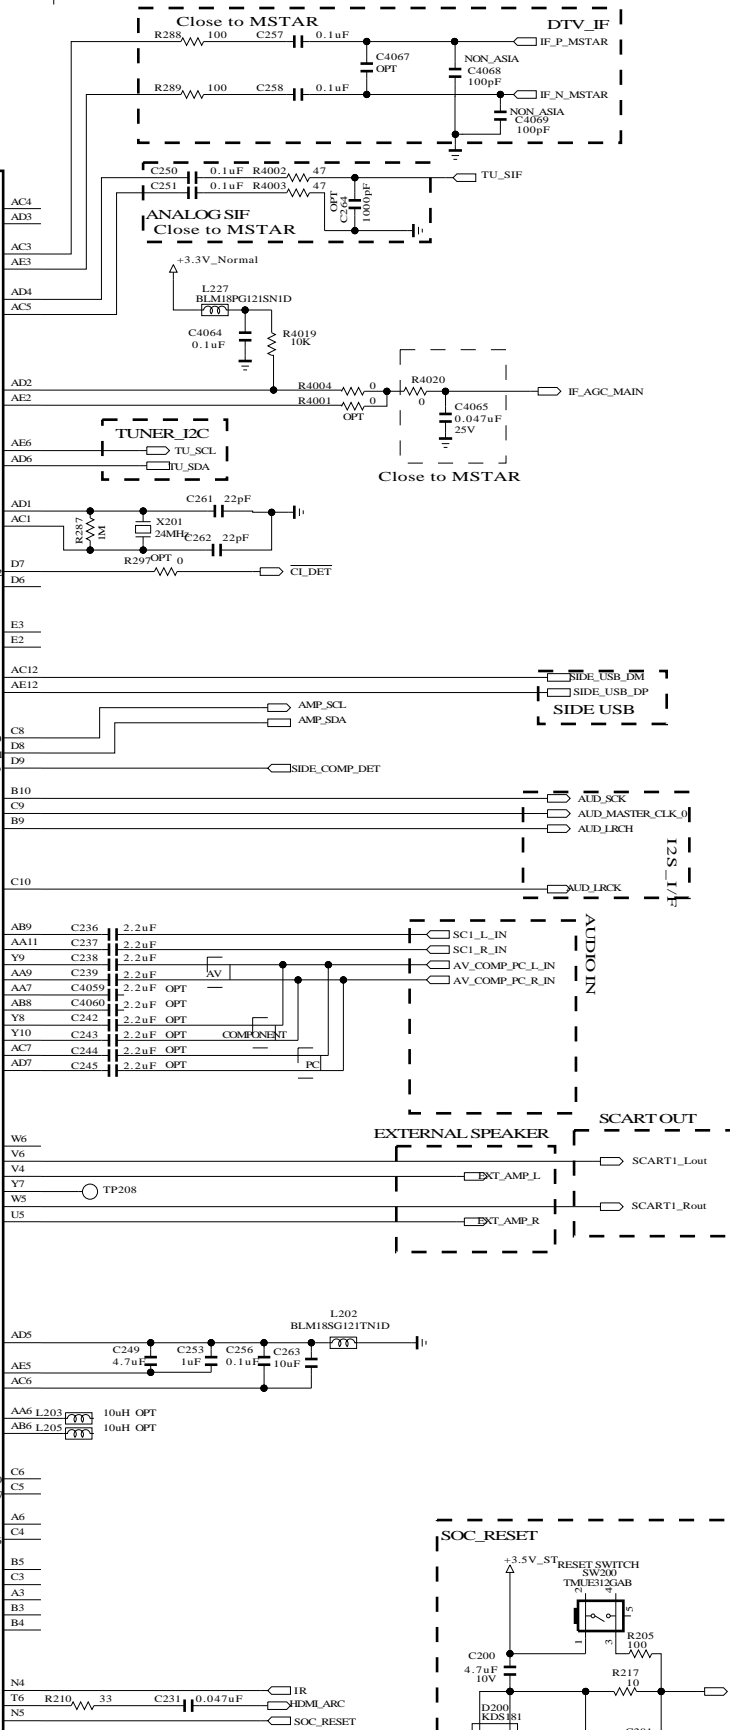 Close to MSTAR
DTV_IF
R288 100 C257 0.1uF
IF_P_MSTAR
C4067
OPT
NON_ASIA
C4068
100pF
R289 100 C258 0.1uF
IF_N_MSTAR
NON_ASIA
C4069
100pF
C250 0.1uF R4002 47
TU_SIF
C251 0.1uF R4003 47
OPT
C264
1000pF
ANALOG SIF
Close to MSTAR
AC4
AD3
AC3
AE3
+3.3V_Normal
AD4
AC5
L227
BLM18PG121SN1D
C4064
0.1uF
R4019
10K
AD2
R4004 0
R4020
0
IF_AGC_MAIN
AE2
R4001 0
OPT
C4065
0.047uF
25V
Close to MSTAR
TUNER_I2C
AE6
TU_SCL
AD6
TU_SDA
AD1
C261 22pF
AC1
R287
1M
X201
24MHz
C262 22pF
D7
R297 OPT 0
CI_DET
D6
E3
E2
AC12
SIDE_USB_DM
AE12
SIDE_USB_DP
SIDE USB
AMP_SCL
AMP_SDA
C8
D8
D9
SIDE_COMP_DET
B10
AUD_SCK
C9
AUD_MASTER_CLK_0
B9
AUD_LRCH
I2S_I/F
C10
AUD_LRCK
AUDIO IN
AB9 C236 2.2uF
SC1_L_IN
AA11 C237 2.2uF
SC1_R_IN
Y9 C238 2.2uF
AV
AV_COMP_PC_L_IN
AA9 C239 2.2uF
AV_COMP_PC_R_IN
AA7 C4059 2.2uF OPT
AB8 C4060 2.2uF OPT
Y8 C242 2.2uF OPT
Y10 C243 2.2uF OPT
COMPONENT
AC7 C244 2.2uF OPT
AD7 C245 2.2uF OPT
PC
SCART OUT
EXTERNAL SPEAKER
W6
V6
SCART1_Lout
V4
EXT_AMP_L
Y7
TP208
W5
SCART1_Rout
U5
EXT_AMP_R
L202
BLM18SG121TN1D
AD5
C249
4.7uF
C253
1uF
C256
0.1uF
C263
10uF
AE5
AC6
AA6 L203 10uH OPT
AB6 L205 10uH OPT
C6
C5
A6
C4
B5
C3
A3
B3
B4
SOC_RESET
+3.5V_ST
RESET SWITCH
SW200
TMUE312GAB
2 4
5
1 3
R205
100
C200
4.7uF
10V
R217
10
D200
KDS181
N4
IR
T6 R210 33 C231 0.047uF
HDMI_ARC
N5
SOC_RESET